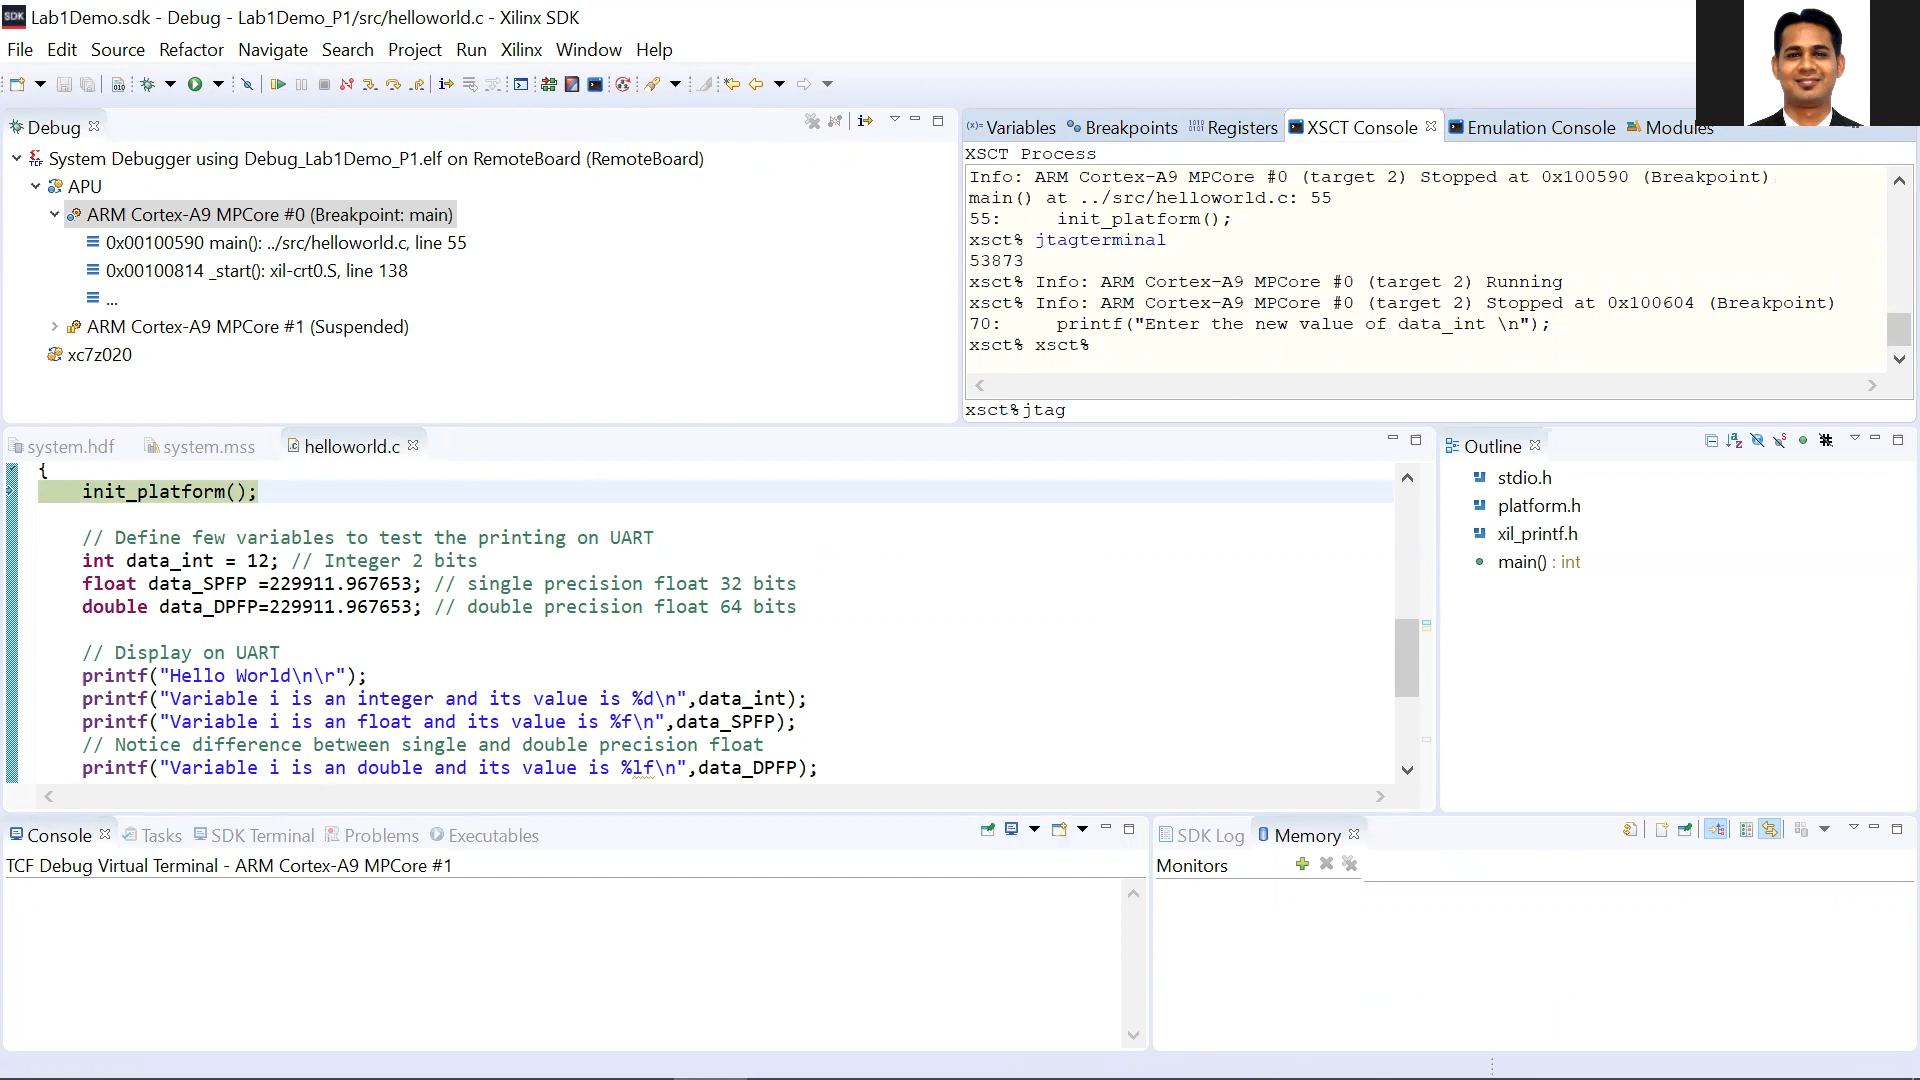 SDK Lab1Demo.sdk - Debug - Lab1Demo_P1/src/helloworld.c - Xilinx SDK
File Edit Source Refactor Navigate Search Project Run Xilinx Window Help
Debug
System Debugger using Debug_Lab1Demo_P1.elf on RemoteBoard (RemoteBoard)
APU
ARM Cortex-A9 MPCore #0 (Breakpoint: main)
0x00100590 main(): ../src/helloworld.c, line 55
0x00100814 _start(): xil-crt0.S, line 138
...
ARM Cortex-A9 MPCore #1 (Suspended)
xc7z020
Variables Breakpoints Registers XSCT Console Emulation Console Modules
XSCT Process
Info: ARM Cortex-A9 MPCore #0 (target 2) Stopped at 0x100590 (Breakpoint)
main() at ../src/helloworld.c: 55
55: init_platform();
xsct% jtagterminal
53873
xsct% Info: ARM Cortex-A9 MPCore #0 (target 2) Running
xsct% Info: ARM Cortex-A9 MPCore #0 (target 2) Stopped at 0x100604 (Breakpoint)
70: printf("Enter the new value of data_int \n");
xsct% xsct%
xsct% jtag
system.hdf system.mss helloworld.c
{
init_platform();
// Define few variables to test the printing on UART
int data_int = 12; // Integer 2 bits
float data_SPFP =229911.967653; // single precision float 32 bits
double data_DPFP=229911.967653; // double precision float 64 bits
// Display on UART
printf("Hello World\n\r");
printf("Variable i is an integer and its value is %d\n",data_int);
printf("Variable i is an float and its value is %f\n",data_SPFP);
// Notice difference between single and double precision float
printf("Variable i is an double and its value is %lf\n",data_DPFP);
Outline
stdio.h
platform.h
xil_printf.h
main() : int
Console Tasks SDK Terminal Problems Executables
TCF Debug Virtual Terminal - ARM Cortex-A9 MPCore #1
SDK Log Memory
Monitors